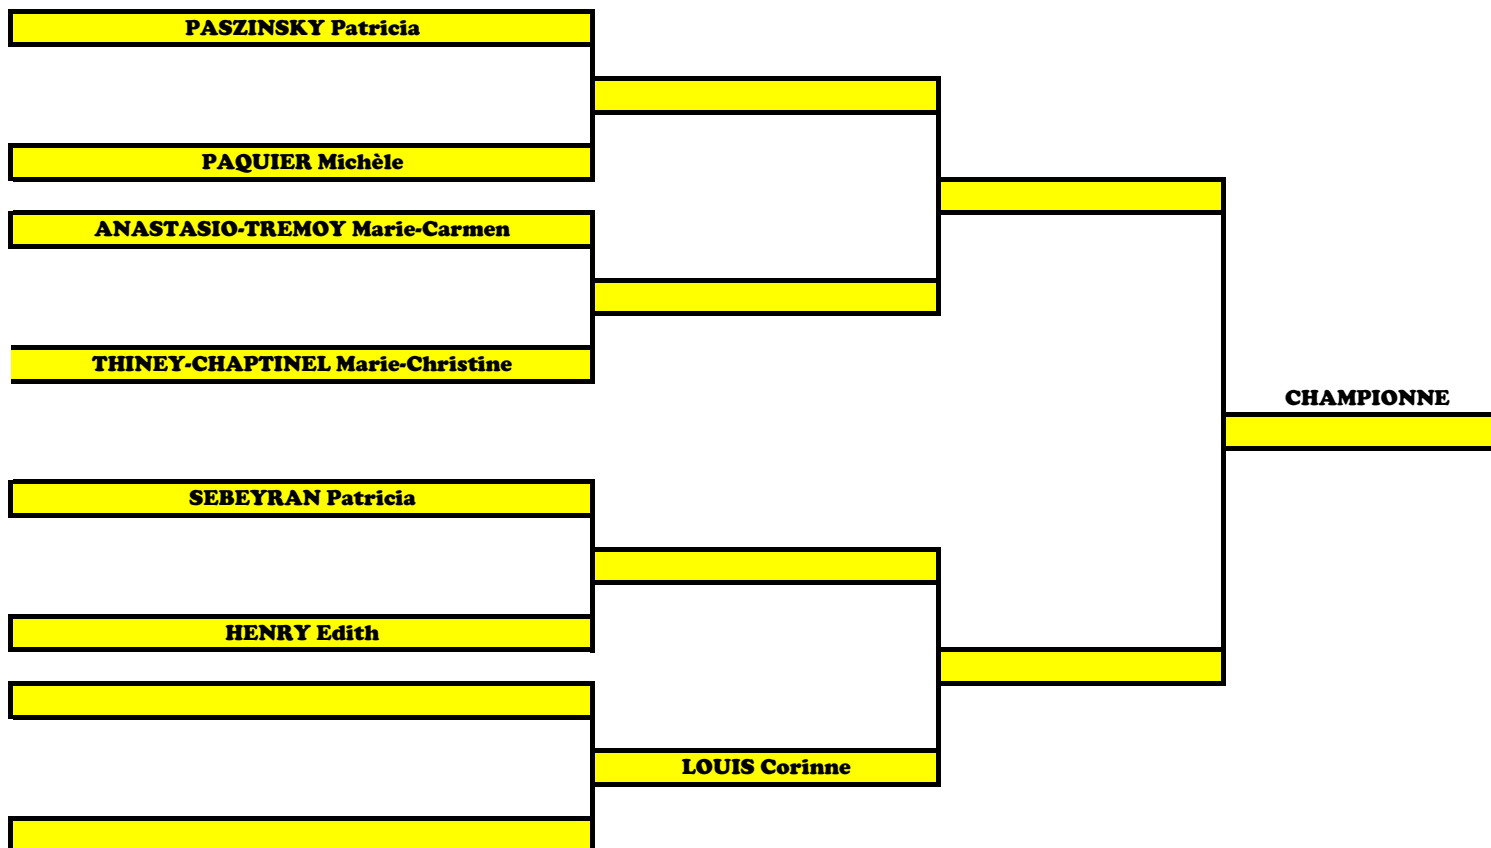 PASZINSKY Patricia
PAQUIER Michèle
ANASTASIO-TREMOY Marie-Carmen
THINEY-CHAPTINEL Marie-Christine
CHAMPIONNE
SEBEYRAN Patricia
HENRY Edith
LOUIS Corinne